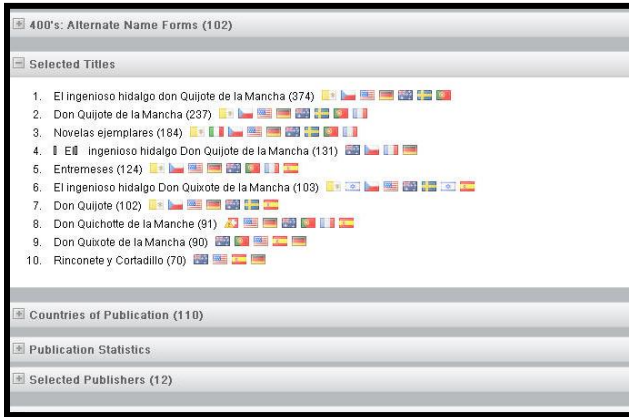 400's: Alternate Name Forms (102)
Selected Titles
1. El ingenioso hidalgo don Quijote de la Mancha (374)
2. Don Quijote de la Mancha (237)
3. Novelas ejemplares (184)
4. El ingenioso hidalgo Don Quijote de la Mancha (131)
5. Entremeses (124)
6. El ingenioso hidalgo Don Quixote de la Mancha (103)
7. Don Quijote (102)
8. Don Quichotte de la Manche (91)
9. Don Quixote de la Mancha (90)
10. Rinconete y Cortadillo (70)
Countries of Publication (110)
Publication Statistics
Selected Publishers (12)